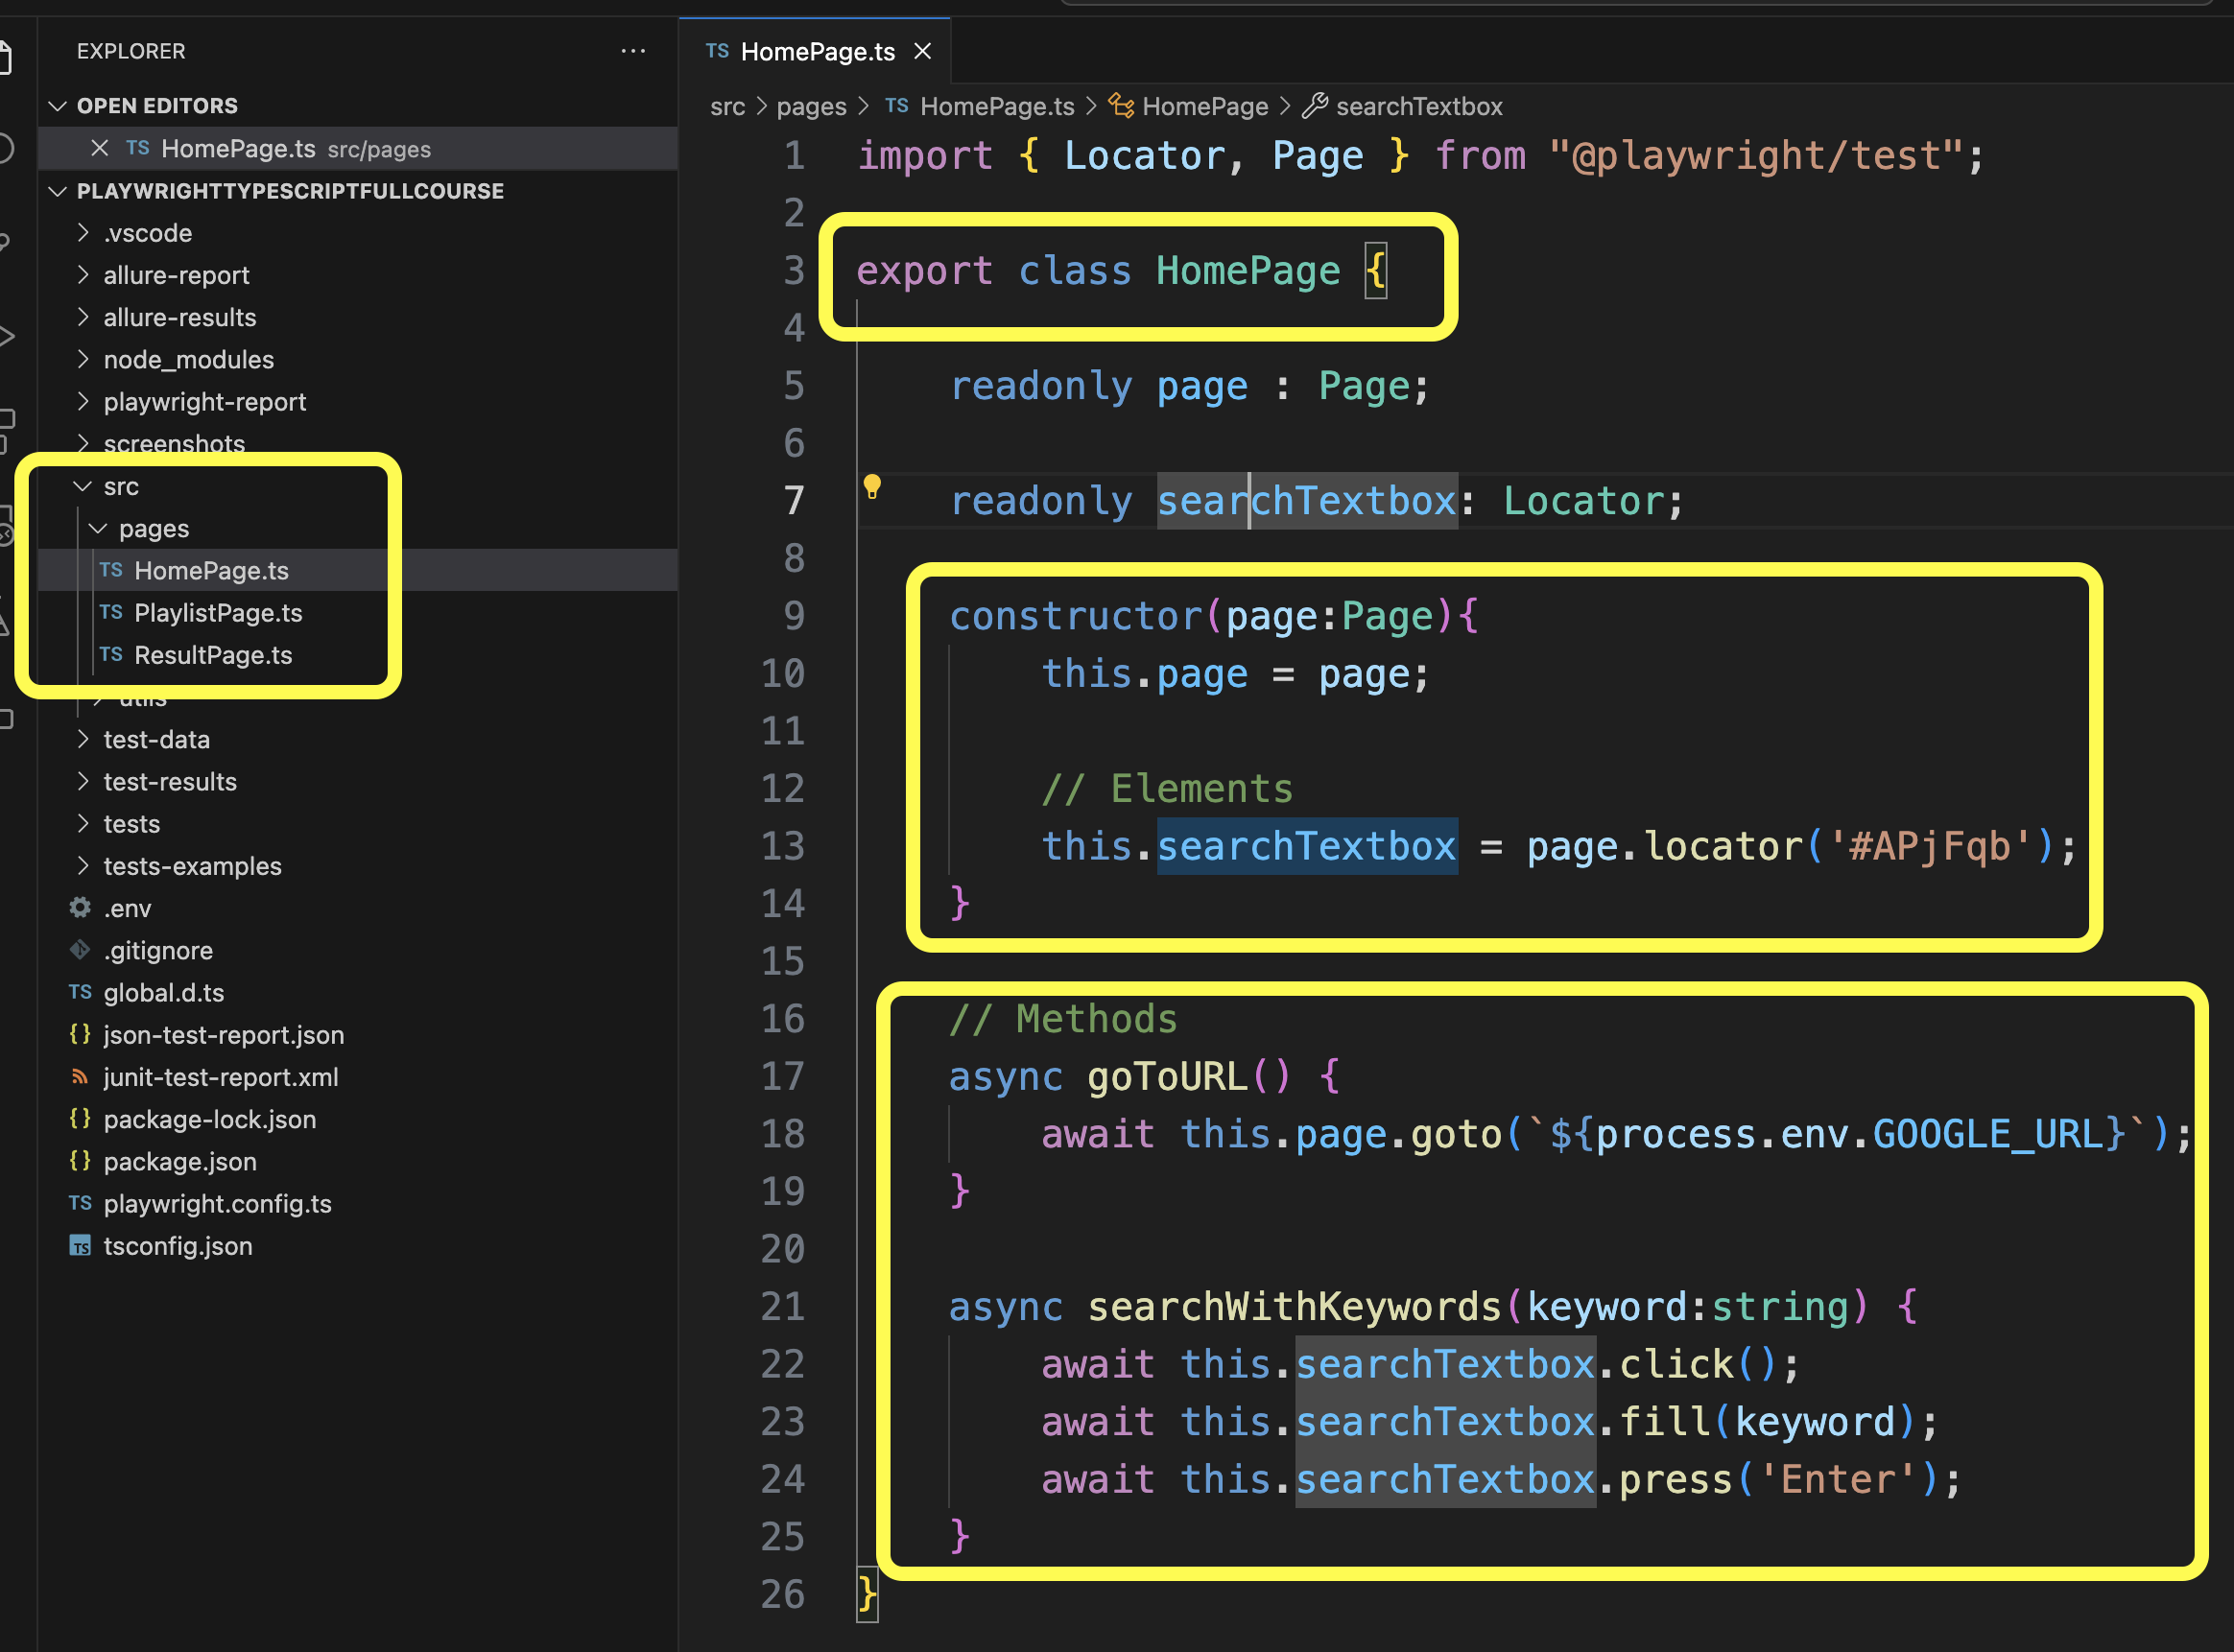 EXPLORER
OPEN EDITORS
TS HomePage.ts src/pages
PLAYWRIGHTTYPESCRIPTFULLCOURSE
.vscode
allure-report
allure-results
node_modules
playwright-report
screenshots
src
pages
TS HomePage.ts
TS PlaylistPage.ts
TS ResultPage.ts
utils
test-data
test-results
tests
tests-examples
.env
.gitignore
TS global.d.ts
{} json-test-report.json
junit-test-report.xml
{} package-lock.json
{} package.json
TS playwright.config.ts
TS tsconfig.json
TS HomePage.ts
src > pages > TS HomePage.ts > HomePage > searchTextbox
1 import { Locator, Page } from "@playwright/test";
2
3 export class HomePage {
4
5 readonly page : Page;
6
7 readonly searchTextbox: Locator;
8
9 constructor(page:Page){
10 this.page = page;
11
12 // Elements
13 this.searchTextbox = page.locator('#APjFqb');
14 }
15
16 // Methods
17 async goToURL() {
18 await this.page.goto(`${process.env.GOOGLE_URL}`);
19 }
20
21 async searchWithKeywords(keyword:string) {
22 await this.searchTextbox.click();
23 await this.searchTextbox.fill(keyword);
24 await this.searchTextbox.press('Enter');
25 }
26 }